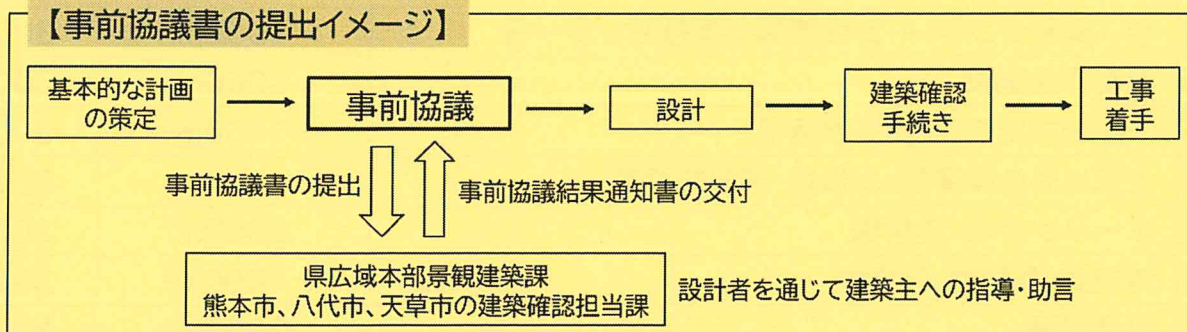 【事前協議書の提出イメージ】
基本的な計画
の策定
事前協議
設計
建築確認
手続き
工事
着手
事前協議書の提出
事前協議結果通知書の交付
県広域本部景観建築課
熊本市、八代市、天草市の建築確認担当課
設計者を通じて建築主への指導・助言